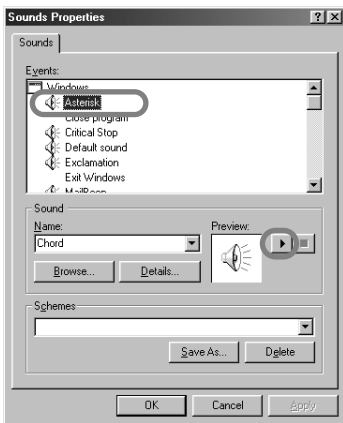 Sounds Properties
Sounds
Events:
Windows
Asterisk
Close program
Critical Stop
Default sound
Exclamation
Exit Windows
MailBeep
Sound
Name:
Preview:
Chord
Browse...
Details...
Schemes
Save As...
Delete
OK
Cancel
Apply